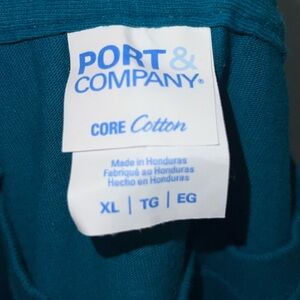 PORT&
COMPANY®
CORE Cotton
Made in Honduras
Fabriqué au Honduras
Hecho en Honduras
XL | TG | EG